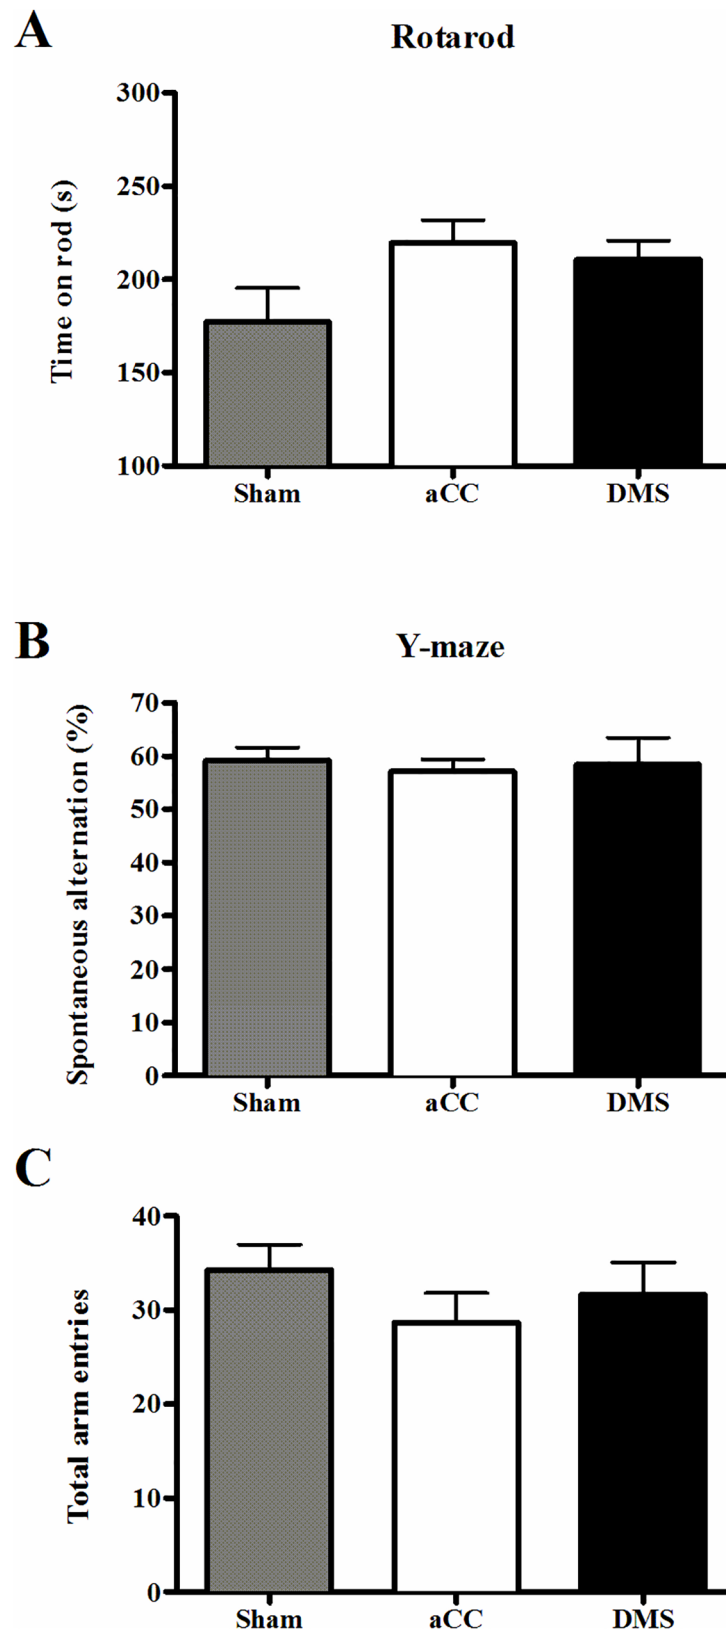 A
Rotarod
Time on rod (s)
300
250
200
150
100
Sham aCC DMS
B
Y-maze
Spontaneous alternation (%)
70
60
50
40
30
20
10
0
Sham aCC DMS
C
Total arm entries
40
30
20
10
0
Sham aCC DMS